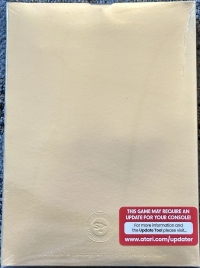 THIS GAME MAY REQUIRE AN
UPDATE FOR YOUR CONSOLE!
For more information and
the Update Tool please visit...
www.atari.com/updater